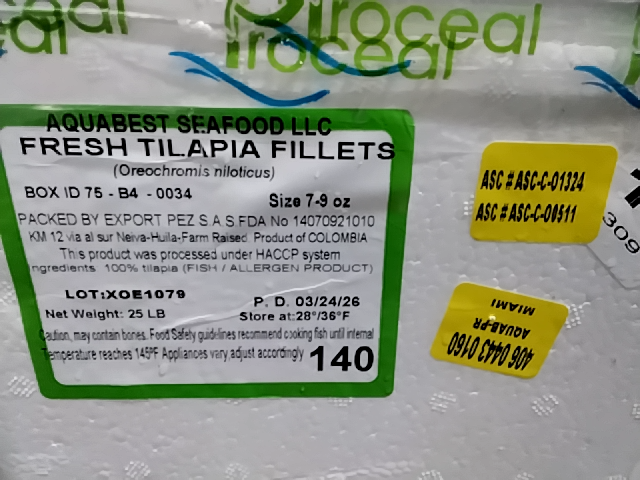 Piroceal
Piroceal
AQUABEST SEAFOOD LLC
FRESH TILAPIA FILLETS
(Oreochromis niloticus)
BOX ID 75 - B4 - 0034
Size 7-9 oz
PACKED BY EXPORT PEZ S.A.S.FDA No 14070921010
KM 12 via al sur Neiva-Huila-Farm Raised. Product of COLOMBIA
This product was processed under HACCP system
ngredients 100% tilapia (FISH / ALLERGEN PRODUCT)
LOT:XOE1079
P. D. 03/24/26
Net Weight: 25 LB
Store at:28°/36°F
Caution, may contain bones. Food Safety guidelines recommend cooking fish until internal
Temperature reaches 145ºF Appliances vary, adjust accordingly
140
ASC # ASC-C-01324
ASC # ASC-C-00511
309
406 0443 0160
AQUAB-PR
MIAMI